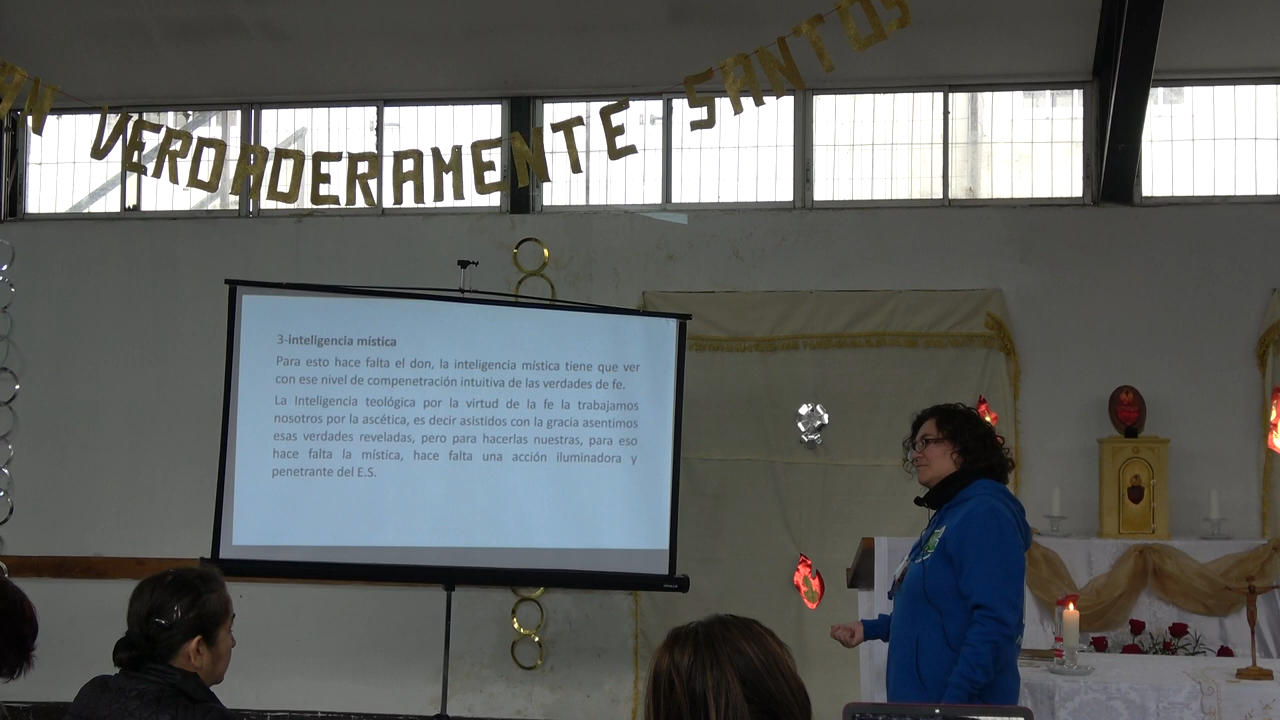 AN VERDADERAMENTE SANTOS
3-inteligencia mística
Para esto hace falta el don, la inteligencia mística tiene que ver
con ese nivel de compenetración intuitiva de las verdades de fe.
La Inteligencia teológica por la virtud de la fe la trabajamos
nosotros por la ascética, es decir asistidos con la gracia asentimos
esas verdades reveladas, pero para hacerlas nuestras, para eso
hace falta la mística, hace falta una acción iluminadora y
penetrante del E.S.